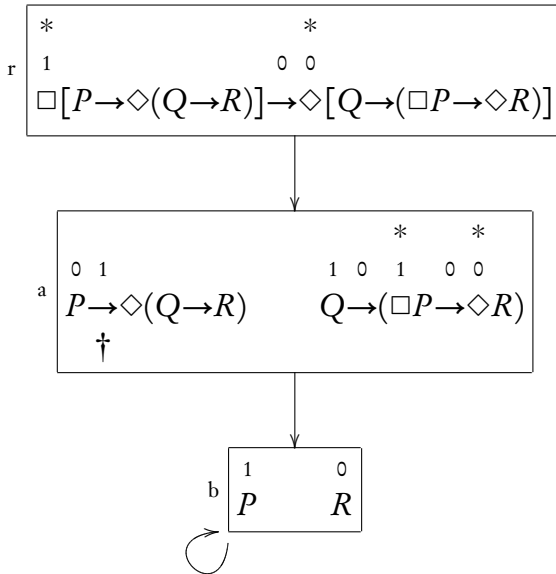 * *
1 0 0
r □[P→◇(Q→R)]→◇[Q→(□P→◇R)]
* *
0 1 1 0 1 0 0
a P→◇(Q→R) Q→(□P→◇R)
†
1 0
b P R